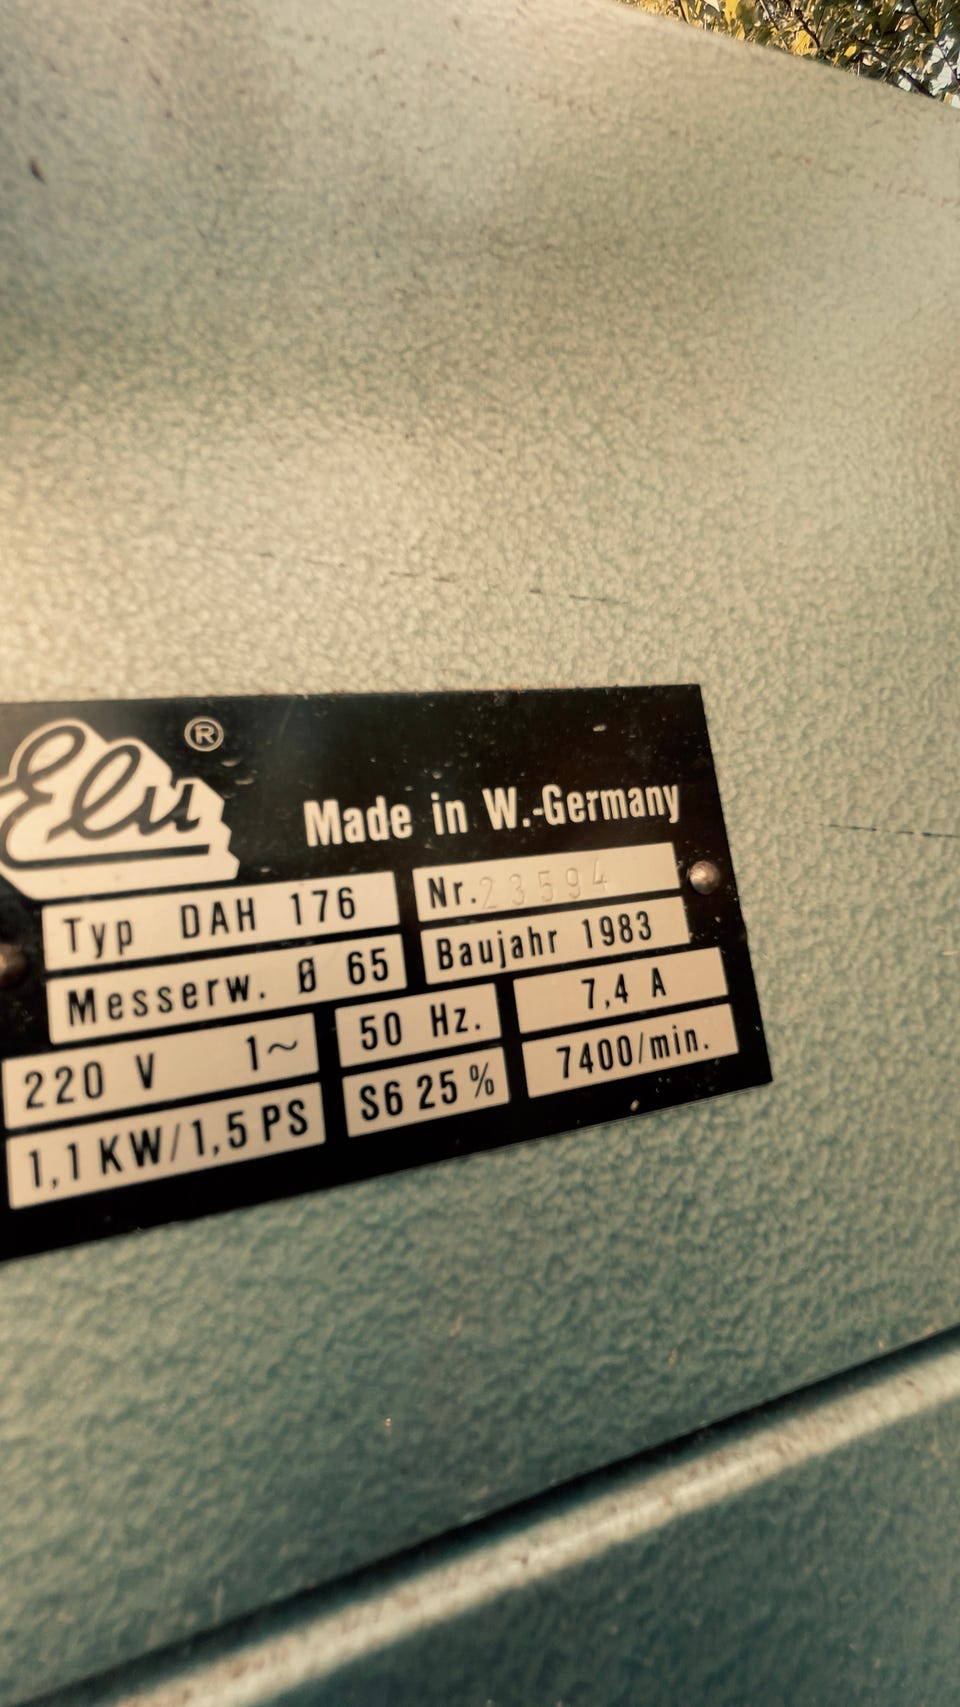 Elu ®
Made in W.-Germany
Typ DAH 176
Nr. 23594
Messerw. Ø 65
Baujahr 1983
220 V 1~
50 Hz.
7,4 A
1,1 KW/1,5 PS
S6 25 %
7400/min.